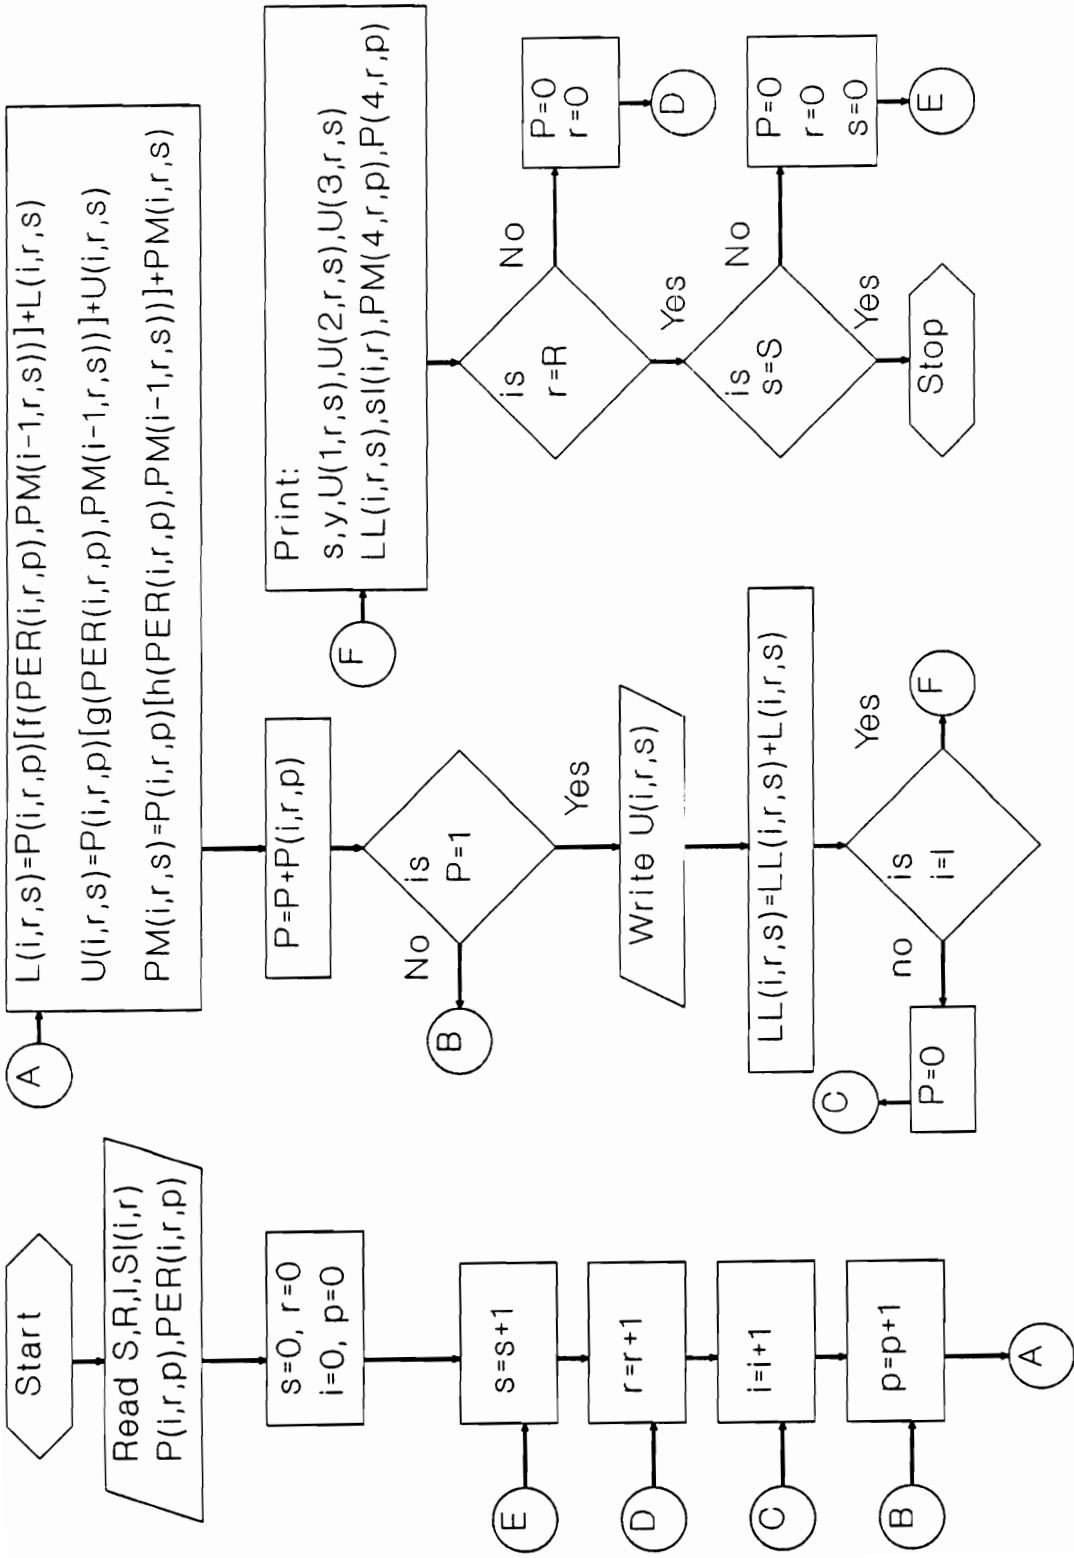 Start
Read S,R,I,SI(i,r)
P(i,r,p),PER(i,r,p)
s=0, r=0
i=0, p=0
E
s=s+1
D
r=r+1
C
i=i+1
B
p=p+1
A
A
L(i,r,s)=P(i,r,p)[f(PER(i,r,p),PM(i-1,r,s))]+L(i,r,s)
U(i,r,s)=P(i,r,p)[g(PER(i,r,p),PM(i-1,r,s))]+U(i,r,s)
PM(i,r,s)=P(i,r,p)[h(PER(i,r,p),PM(i-1,r,s))]+PM(i,r,s)
P=P+P(i,r,p)
is
P=1
No
B
Yes
Write U(i,r,s)
LL(i,r,s)=LL(i,r,s)+L(i,r,s)
is
i=I
no
P=0
C
Yes
F
F
Print:
s,y,U(1,r,s),U(2,r,s),U(3,r,s)
LL(i,r,s),sI(i,r),PM(4,r,p),P(4,r,p)
is
r=R
No
P=0
r=0
D
Yes
is
s=S
No
P=0
r=0
s=0
E
Yes
Stop